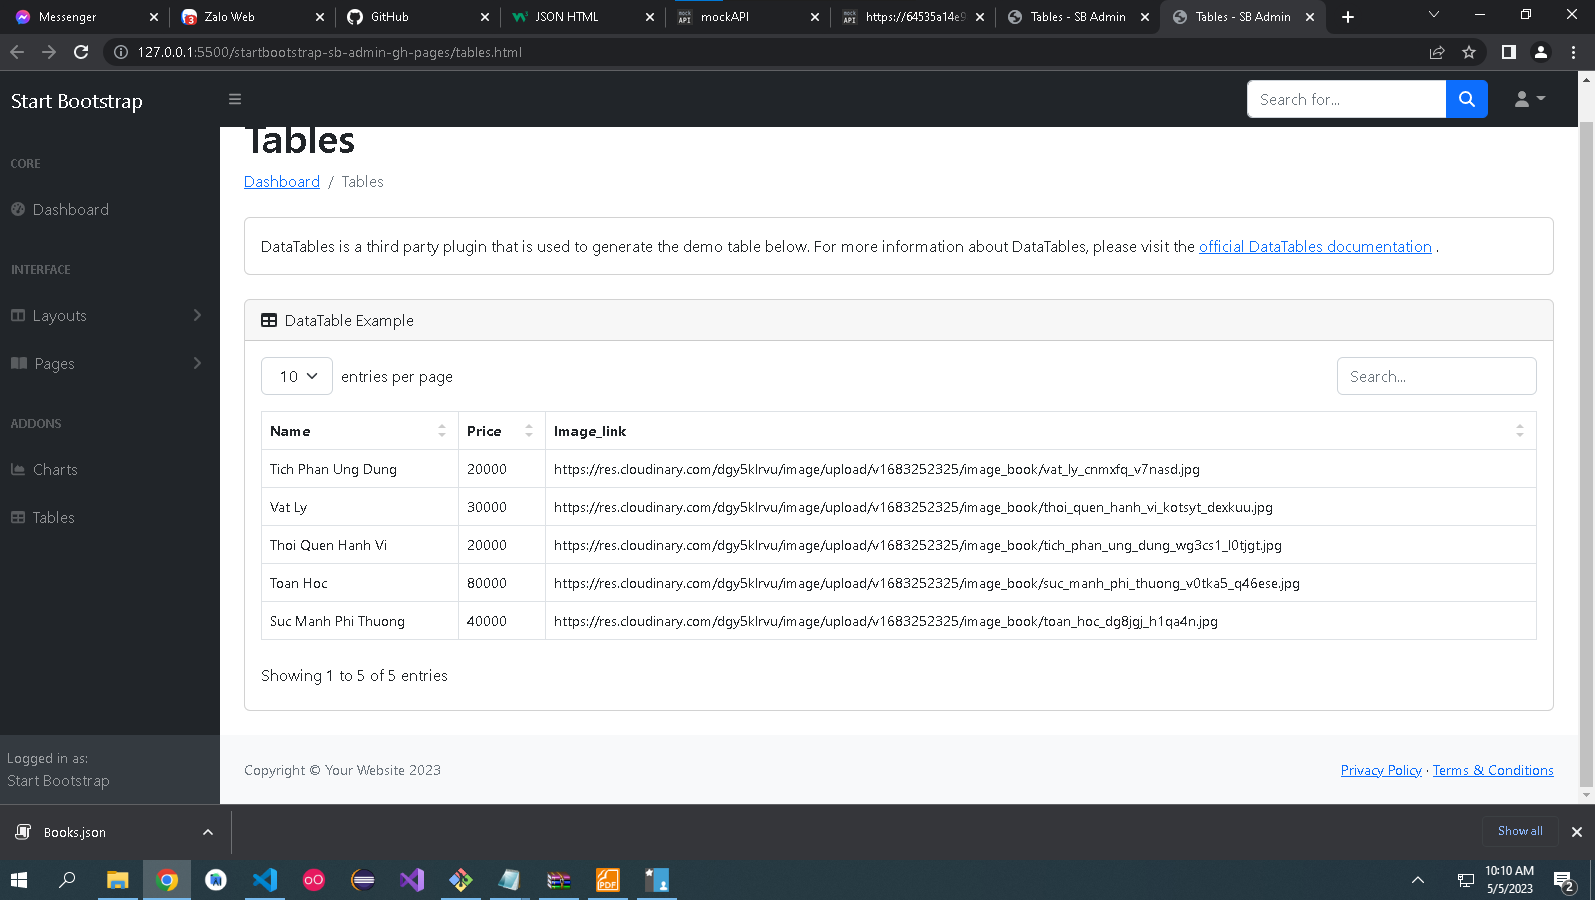 Messenger
Zalo Web
GitHub
JSON HTML
mockAPI
https://64535a14e9
Tables - SB Admin
Tables - SB Admin
127.0.0.1:5500/startbootstrap-sb-admin-gh-pages/tables.html
Start Bootstrap
Search for...
CORE
Dashboard
INTERFACE
Layouts
Pages
ADDONS
Charts
Tables
Logged in as:
Start Bootstrap
Tables
Dashboard / Tables
DataTables is a third party plugin that is used to generate the demo table below. For more information about DataTables, please visit the official DataTables documentation .
DataTable Example
10 entries per page
Search...
Name Price Image_link
Tich Phan Ung Dung 20000 https://res.cloudinary.com/dgy5klrvu/image/upload/v1683252325/image_book/vat_ly_cnmxfq_v7nasd.jpg
Vat Ly 30000 https://res.cloudinary.com/dgy5klrvu/image/upload/v1683252325/image_book/thoi_quen_hanh_vi_kotsyt_dexkuu.jpg
Thoi Quen Hanh Vi 20000 https://res.cloudinary.com/dgy5klrvu/image/upload/v1683252325/image_book/tich_phan_ung_dung_wg3cs1_l0tjgt.jpg
Toan Hoc 80000 https://res.cloudinary.com/dgy5klrvu/image/upload/v1683252325/image_book/suc_manh_phi_thuong_v0tka5_q46ese.jpg
Suc Manh Phi Thuong 40000 https://res.cloudinary.com/dgy5klrvu/image/upload/v1683252325/image_book/toan_hoc_dg8jgj_h1qa4n.jpg
Showing 1 to 5 of 5 entries
Copyright © Your Website 2023
Privacy Policy · Terms & Conditions
Books.json
Show all
10:10 AM
5/5/2023
2